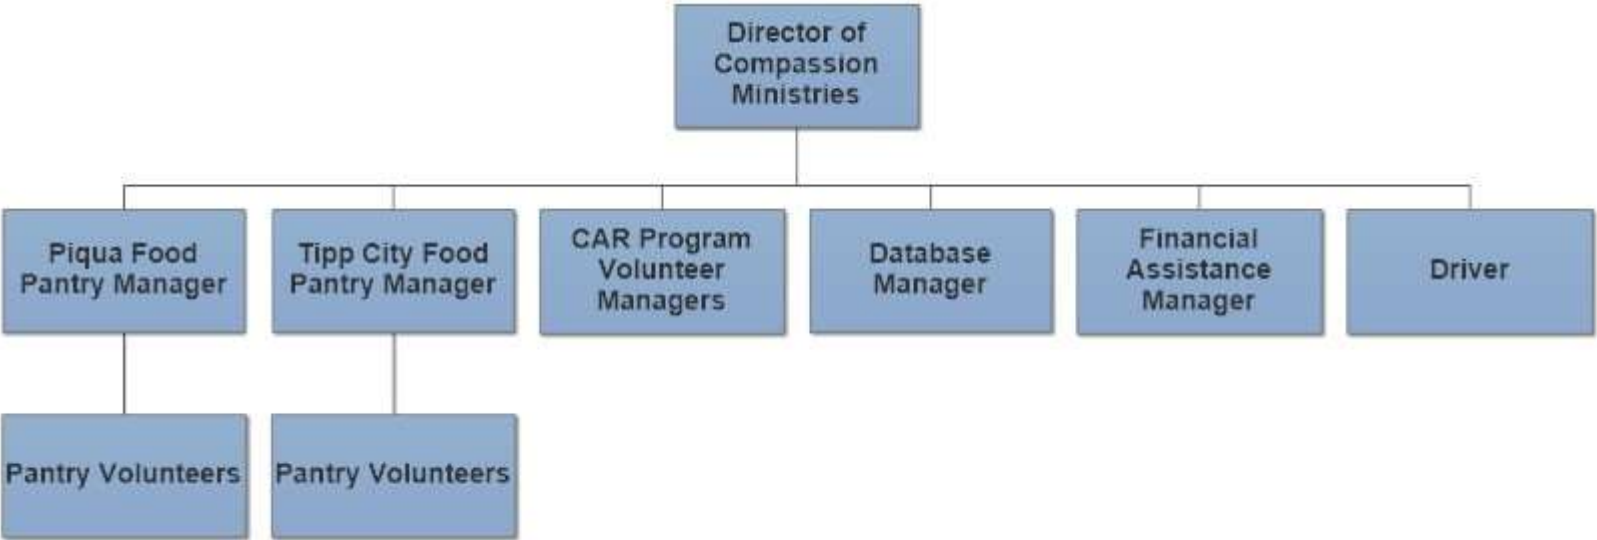 Director of
Compassion
Ministries
Piqua Food
Pantry Manager
Tipp City Food
Pantry Manager
CAR Program
Volunteer
Managers
Database
Manager
Financial
Assistance
Manager
Driver
Pantry Volunteers
Pantry Volunteers